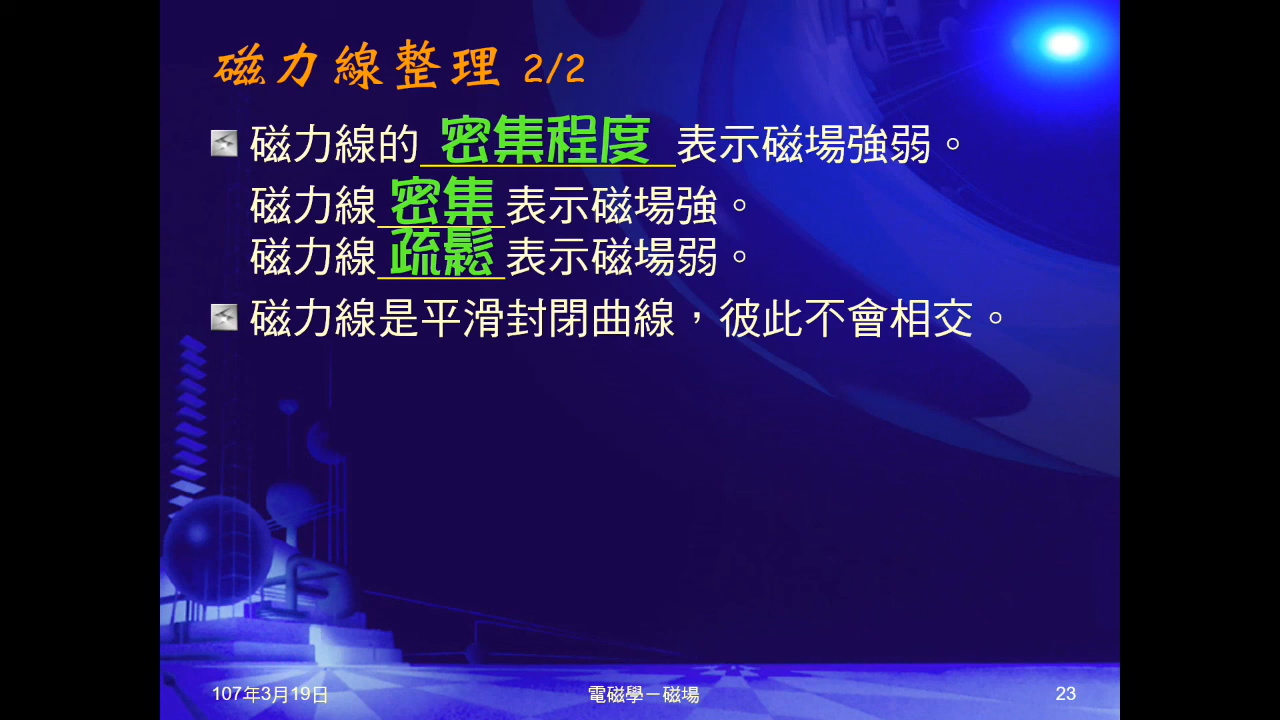 磁力線整理 2/2
磁力線的 密集程度 表示磁場強弱。
磁力線 密集 表示磁場強。
磁力線 疏鬆 表示磁場弱。
磁力線是平滑封閉曲線，彼此不會相交。
107年3月19日
電磁學－磁場
23